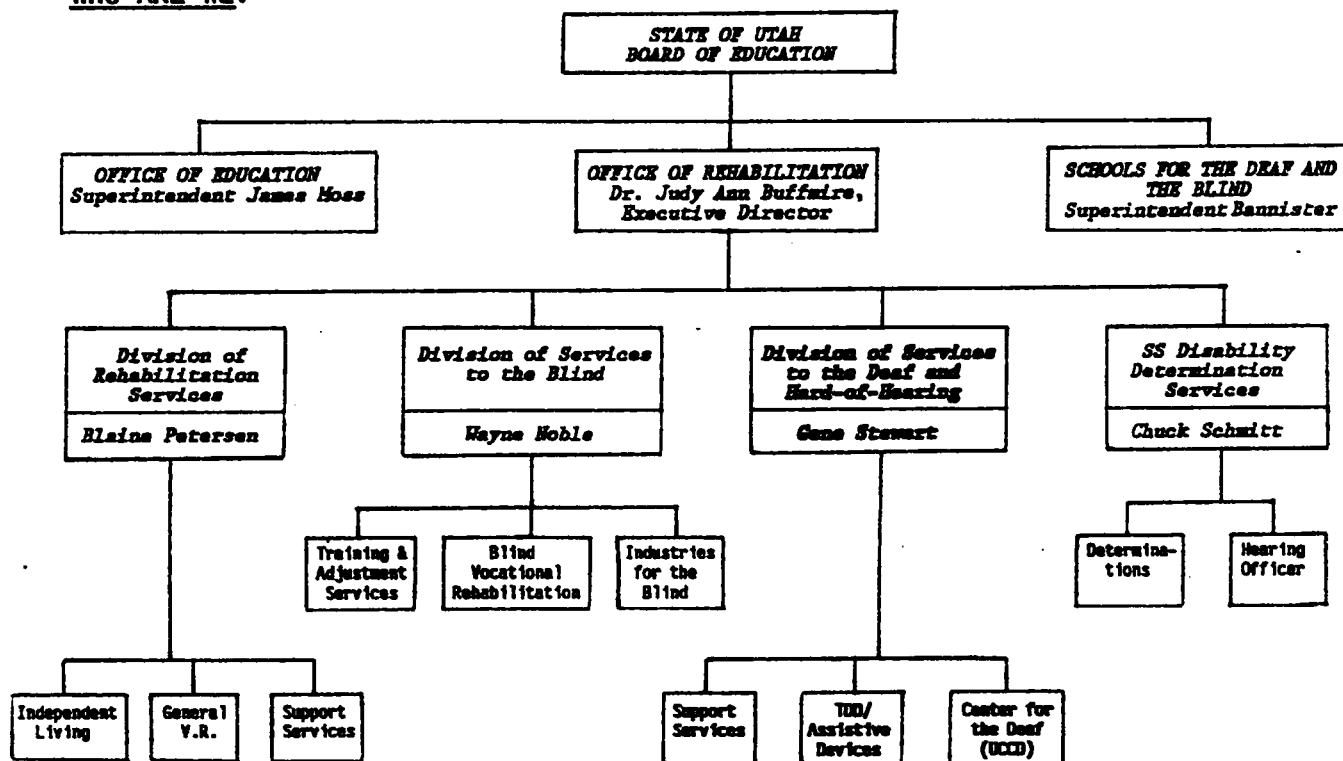 WHO ARE WE?
STATE OF UTAH
BOARD OF EDUCATION
OFFICE OF EDUCATION
Superintendent James Moss
OFFICE OF REHABILITATION
Dr. Judy Ann Buffmire,
Executive Director
SCHOOLS FOR THE DEAF AND
THE BLIND
Superintendent Bannister
Division of
Rehabilitation
Services
Blaine Petersen
Division of Services
to the Blind
Wayne Noble
Division of Services
to the Deaf and
Hard-of-Hearing
Gene Stewart
SS Disability
Determination
Services
Chuck Schmitt
Training &
Adjustment
Services
Blind
Vocational
Rehabilitation
Industries
for the
Blind
Determina-
tions
Hearing
Officer
Independent
Living
General
V.R.
Support
Services
Support
Services
TDD/
Assistive
Devices
Center for
the Deaf
(UCCD)